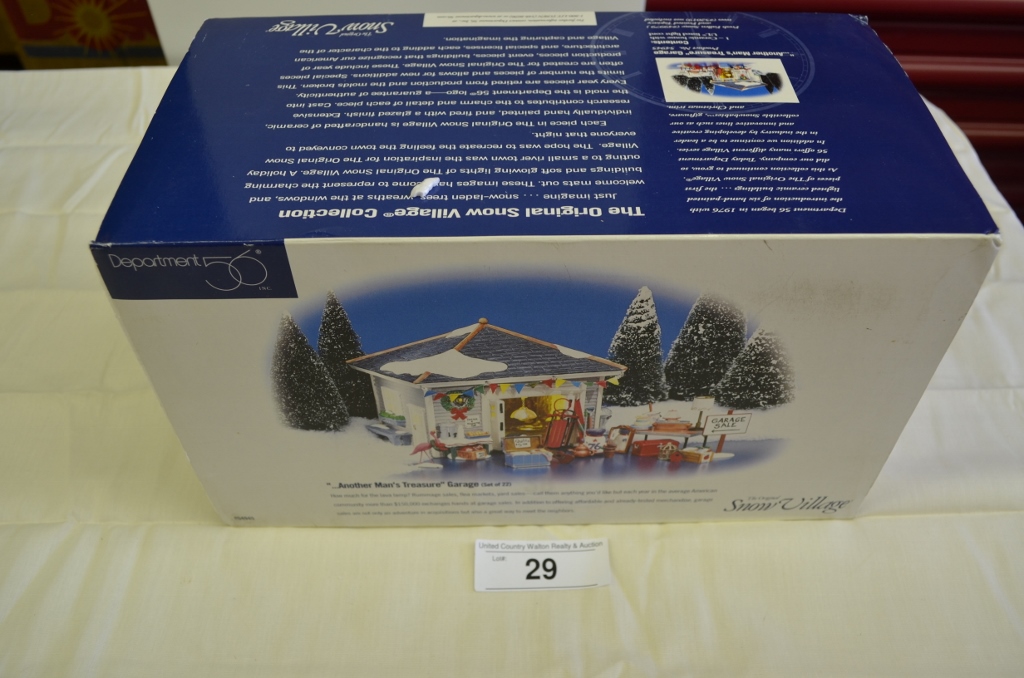 The Original
Snow Village
The Original Snow Village® Collection
Just imagine ... snow-laden trees, wreaths at the windows, and
welcome mats out. These images have come to represent the charming
buildings and soft glowing lights of The Original Snow Village. A holiday
outing to a small river town was the inspiration for The Original Snow
Village. The hope was to recreate the feeling the town conveyed to
everyone that night.
Each piece in The Original Snow Village is handcrafted of ceramic,
individually hand painted, and fired with a glazed finish. Extensive
research contributes to the charm and detail of each piece. Cast into
the mold is the Department 56® logo—a guarantee of authenticity.
Every year pieces are retired from production and the molds broken. This
limits the number of pieces and allows for new additions. Special pieces
often are created for The Original Snow Village. These include year of
production pieces, event pieces, buildings that recognize our American
architecture, and special licenses, each adding to the character of the
Village and capturing the imagination.
Department 56 began in 1976 with
the introduction of six hand-painted
lighted ceramic buildings ... the first
pieces of The Original Snow Village®.
As this collection continued to grow, so
did our company. Today, Department
56 offers many different Village series.
In addition we continue to be a leader
in the industry by developing creative
and innovative lines such as our
collectible Snowbabies, giftware,
and Christmas trim.
"...Another Man's Treasure" Garage
Contents:
Department 56®
INC.
GARAGE
SALE
"...Another Man's Treasure" Garage (Set of 22)
The Original
Snow Village
United Country Walton Realty & Auction
Lot#:
29